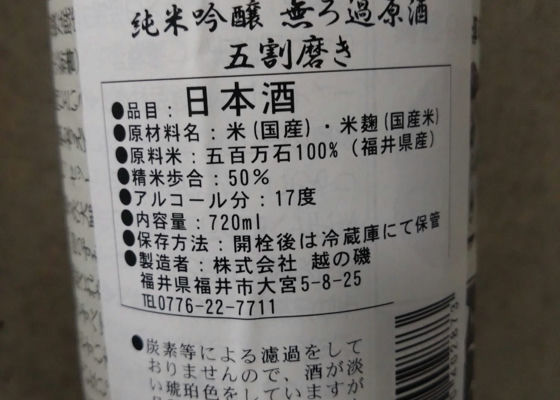 純米吟醸 無ろ過原酒
五割磨き
●品目：日本酒
●原材料名：米(国産)・米麹(国産米)
●原料米：五百万石100%（福井県産）
●精米歩合：50%
●アルコール分：17度
●内容量：720ml
●保存方法：開栓後は冷蔵庫にて保管
●製造者：株式会社 越の磯
福井県福井市大宮5-8-25
TEL0776-22-7711
●炭素等による濾過をして
おりませんので、酒が淡
い琥珀色をしていますが